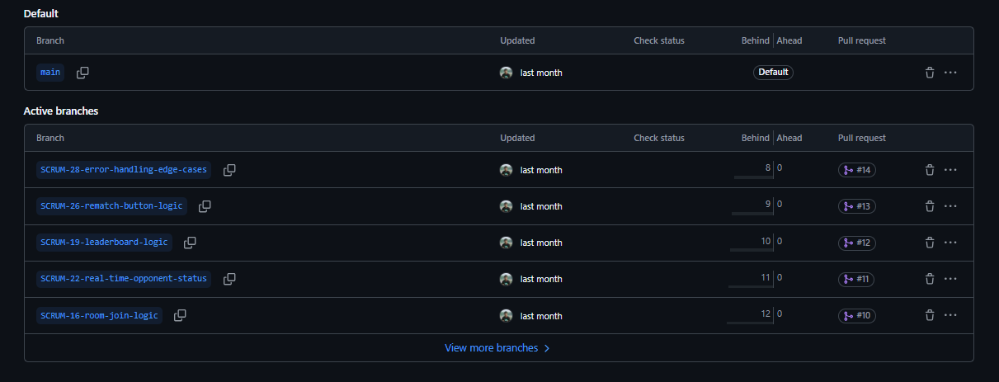 Default
Branch Updated Check status Behind Ahead Pull request
main last month Default
Active branches
Branch Updated Check status Behind Ahead Pull request
SCRUM-28-error-handling-edge-cases last month 8 0 #14
SCRUM-26-rematch-button-logic last month 9 0 #13
SCRUM-19-leaderboard-logic last month 10 0 #12
SCRUM-22-real-time-opponent-status last month 11 0 #11
SCRUM-16-room-join-logic last month 12 0 #10
View more branches